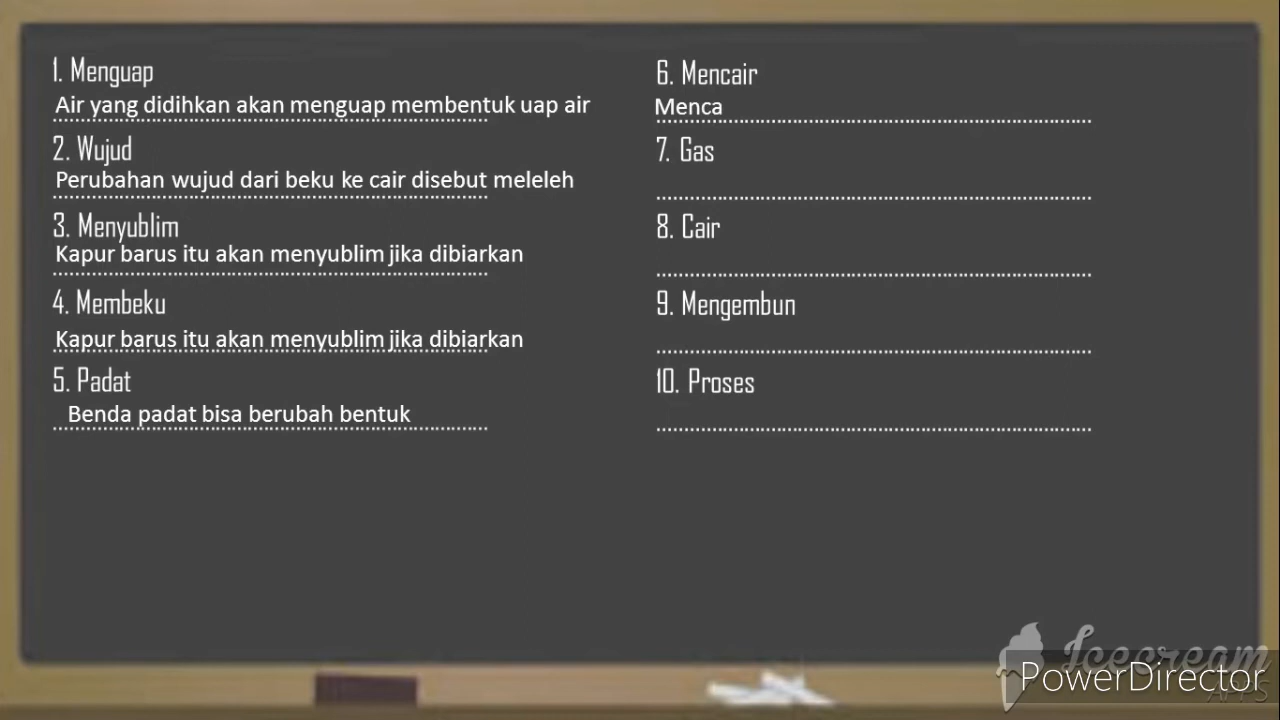 1. Menguap
Air yang didihkan akan menguap membentuk uap air
2. Wujud
Perubahan wujud dari beku ke cair disebut meleleh
3. Menyublim
Kapur barus itu akan menyublim jika dibiarkan
4. Membeku
Kapur barus itu akan menyublim jika dibiarkan
5. Padat
Benda padat bisa berubah bentuk
6. Mencair
Menca
7. Gas
8. Cair
9. Mengembun
10. Proses
Icecream
APPS
PowerDirector